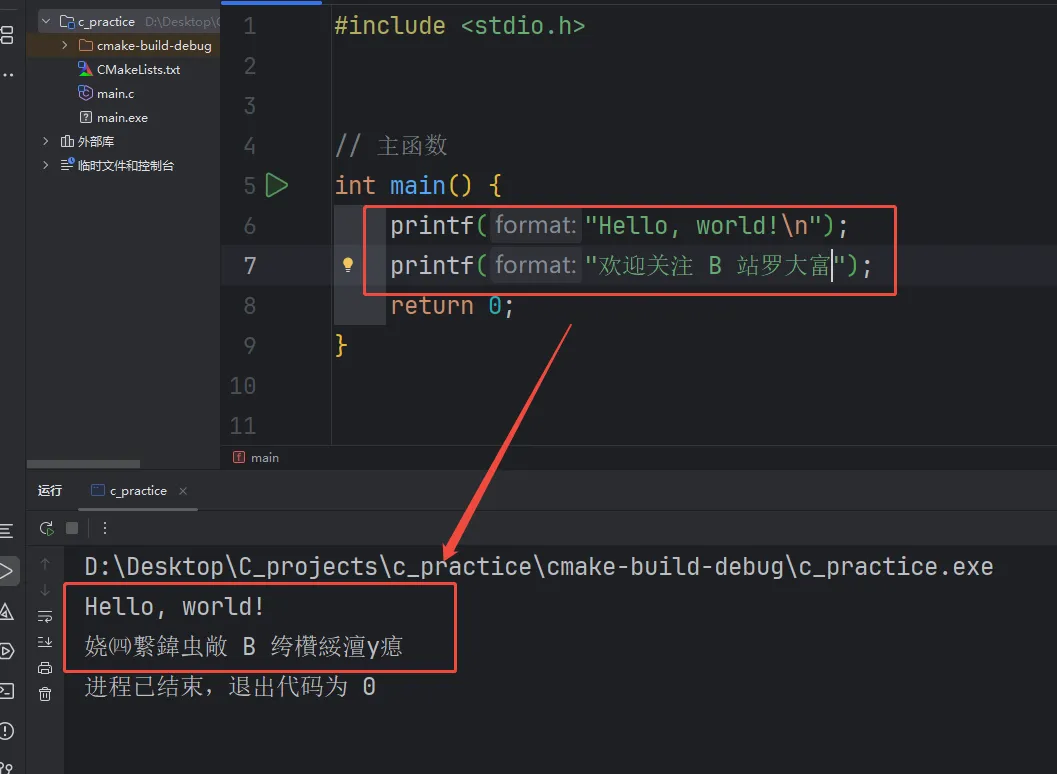 c_practice D:\Desktop\C
cmake-build-debug
CMakeLists.txt
main.c
main.exe
外部库
临时文件和控制台
1 #include <stdio.h>
2
3
4 // 主函数
5 int main() {
6 printf( format: "Hello, world!\n");
7 printf( format: "欢迎关注 B 站罗大富");
8 return 0;
9 }
10
11
main
运行 c_practice
D:\Desktop\C_projects\c_practice\cmake-build-debug\c_practice.exe
Hello, world!
娆㈣繋鍏虫敞 B 绔欑綏澶у瘜
进程已结束，退出代码为 0